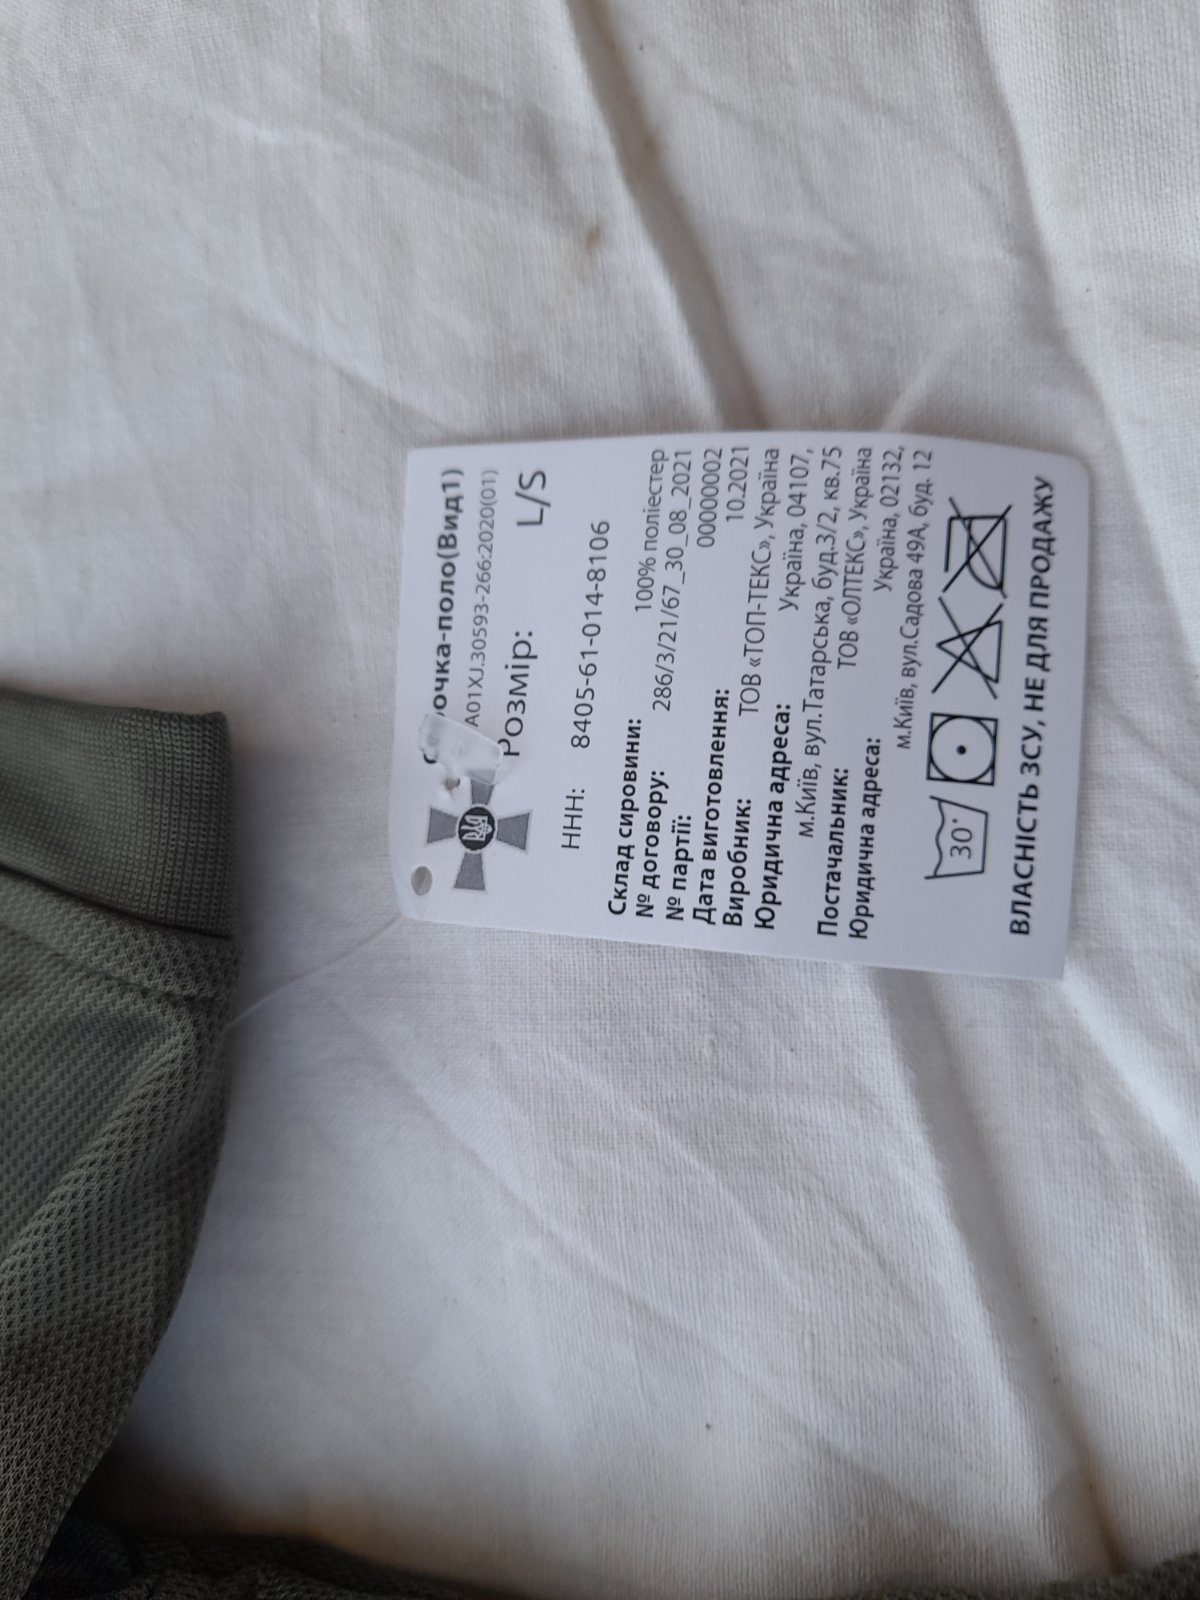 Сорочка-поло(Вид1)
А01XJ.30593-266:2020(01)
Розмір: L/S
ННН: 8405-61-014-8106
Склад сировини: 100% поліестер
№ договору: 286/3/21/67_30_08_2021
№ партії: 00000002
Дата виготовлення: 10.2021
Виробник: ТОВ «ТОП-ТЕКС», Україна
Юридична адреса: Україна, 04107,
м.Київ, вул.Татарська, буд.3/2, кв.75
Постачальник: ТОВ «ОЛТЕКС», Україна
Юридична адреса: Україна, 02132,
м.Київ, вул.Садова 49А, буд. 12
30°
ВЛАСНІСТЬ ЗСУ, НЕ ДЛЯ ПРОДАЖУ